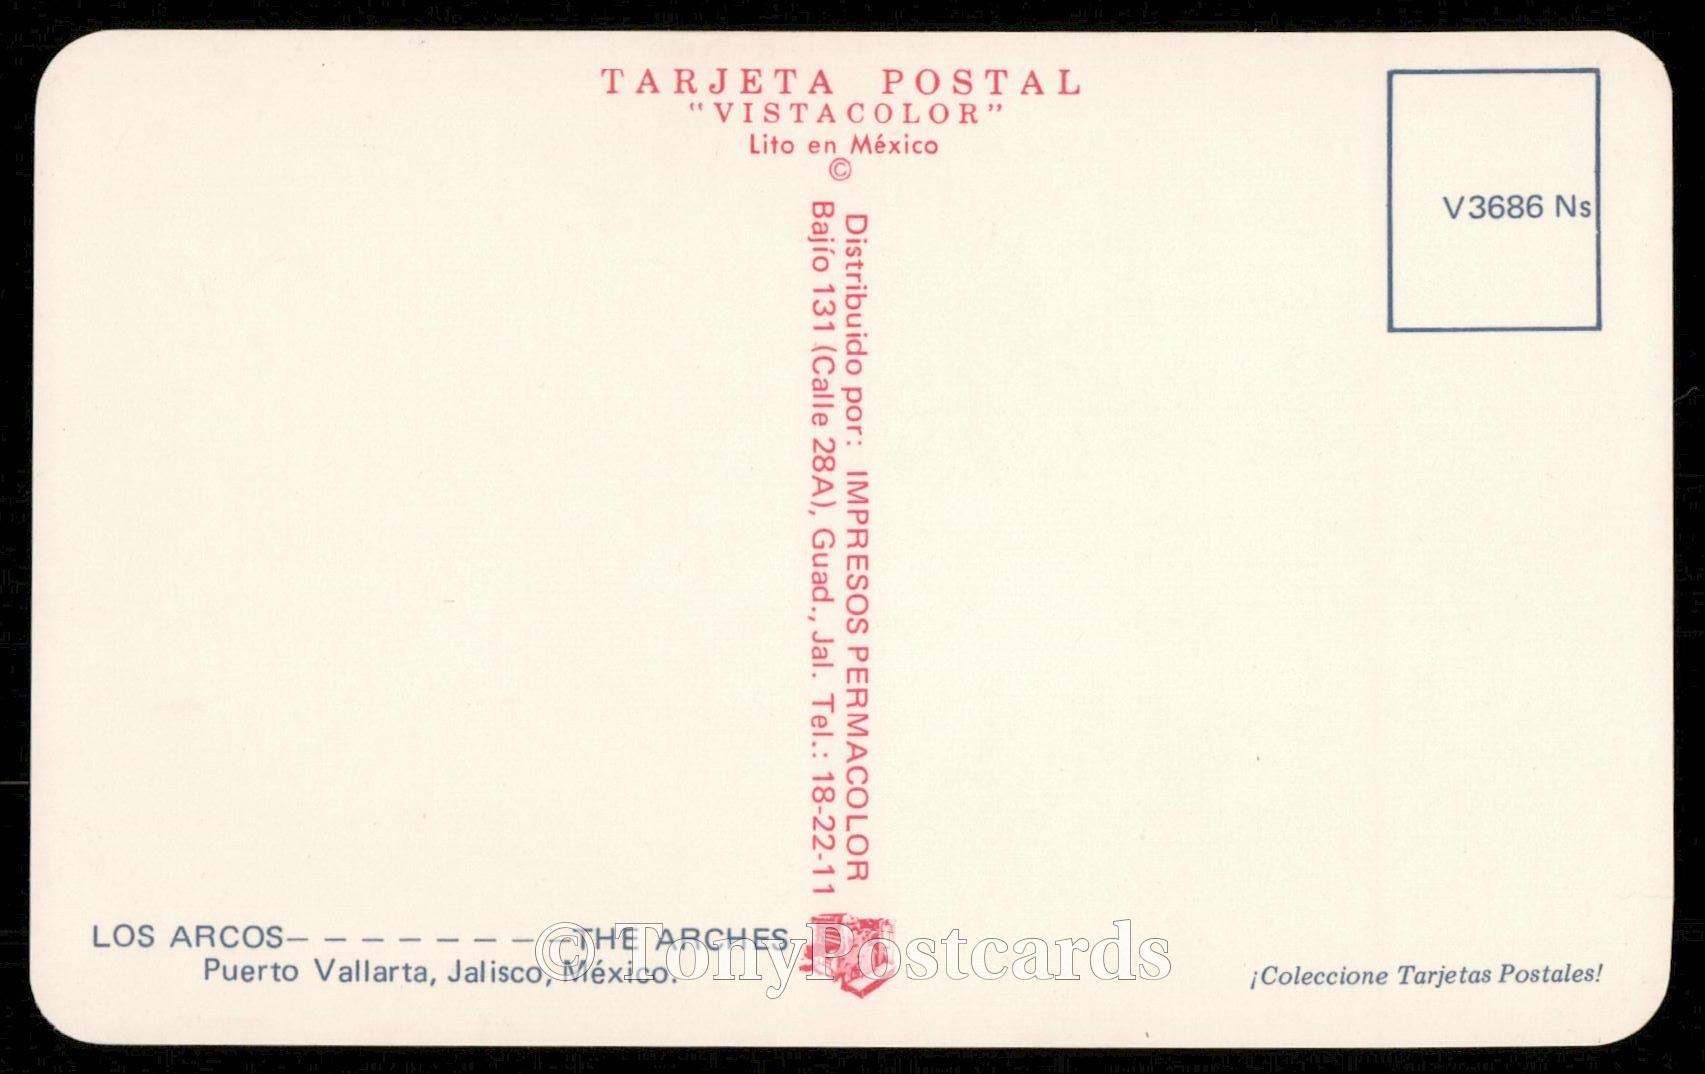 TARJETA POSTAL
"VISTACOLOR"
Lito en México
©
V3686 Ns
Distribuido por: IMPRESOS PERMACOLOR
Bajío 131 (Calle 28A), Guad., Jal. Tel.: 18-22-11
LOS ARCOS— — — — — — — — —THE ARCHES
Puerto Vallarta, Jalisco, México.
¡Coleccione Tarjetas Postales!
©TonyPostcards